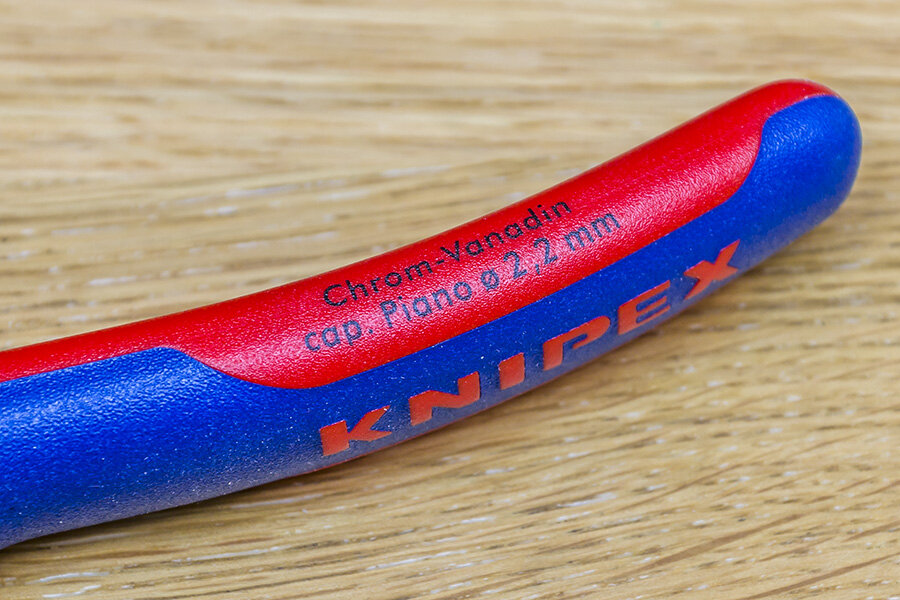 Chrom-Vanadin
cap. Piano ø 2,2 mm
KNIPEX